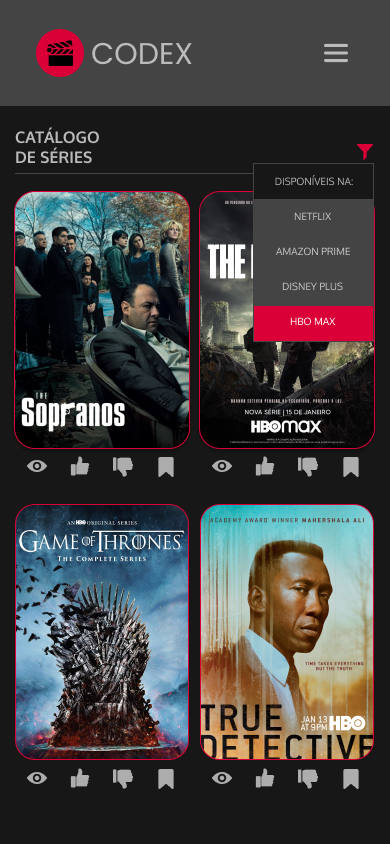 CODEX
CATÁLOGO
DE SÉRIES
DISPONÍVEIS NA:
NETFLIX
AMAZON PRIME
DISNEY PLUS
HBO MAX
THE
Sopranos
THE
NOVA SÉRIE | 15 DE JANEIRO
HBOmax
AN HBO ORIGINAL SERIES
GAME OF THRONES
THE COMPLETE SERIES
ACADEMY AWARD WINNER MAHERSHALA ALI
TIME TAKES EVERYTHING
BUT THE TRUTH
TRUE
DETECTIVE
JAN 13
AT 9PM
HBO